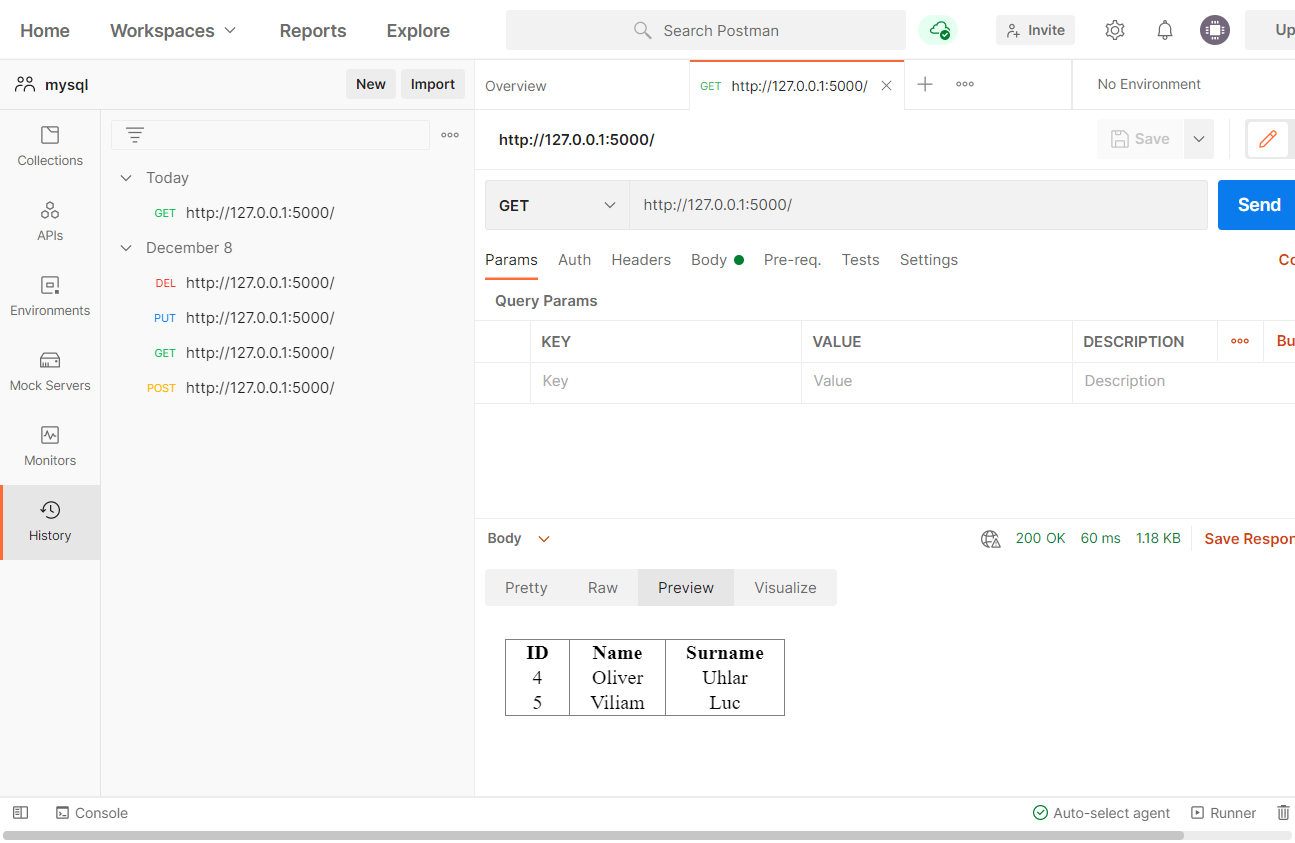 Home Workspaces Reports Explore Search Postman Invite Up
mysql New Import Overview GET http://127.0.0.1:5000/ No Environment
http://127.0.0.1:5000/ Save
Collections
Today
GET http://127.0.0.1:5000/
December 8
DEL http://127.0.0.1:5000/
PUT http://127.0.0.1:5000/
GET http://127.0.0.1:5000/
POST http://127.0.0.1:5000/
APIs
Environments
Mock Servers
Monitors
History
GET http://127.0.0.1:5000/ Send
Params Auth Headers Body Pre-req. Tests Settings Co
Query Params
KEY VALUE DESCRIPTION Bu
Key Value Description
Body 200 OK 60 ms 1.18 KB Save Respon
Pretty Raw Preview Visualize
ID Name Surname
4 Oliver Uhlar
5 Viliam Luc
Console Auto-select agent Runner